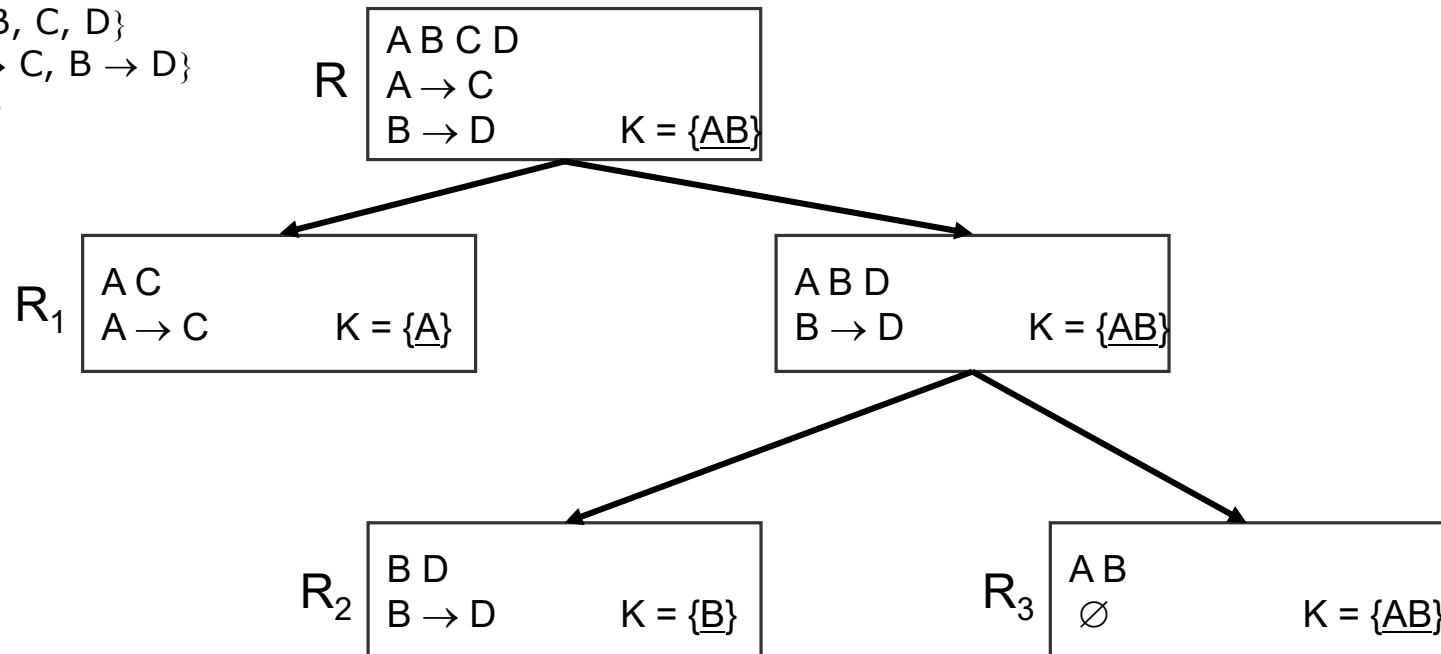 B, C, D}
C, B → D}
R
A B C D
A → C
B → D K = {AB}
R₁
A C
A → C K = {A}
A B D
B → D K = {AB}
R₂
B D
B → D K = {B}
R₃
A B
∅ K = {AB}